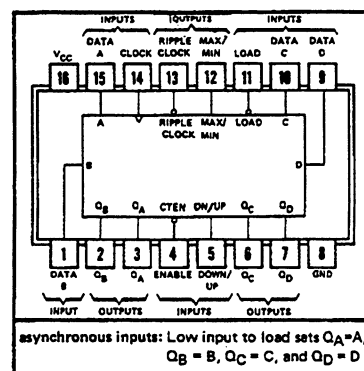 INPUTS OUTPUTS INPUTS
DATA RIPPLE MAX/ DATA DATA
VCC A CLOCK CLOCK MIN LOAD C D
16 15 14 13 12 11 10 9
A RIPPLE MAX/ LOAD C
CLOCK MIN
B D
QB QA CTEN DN/UP QC QD
1 2 3 4 5 6 7 8
DATA QB QA ENABLE DOWN/ QC QD GND
B UP
INPUT OUTPUTS INPUTS OUTPUTS
asynchronous inputs: Low input to load sets QA=A,
QB = B, QC = C, and QD = D